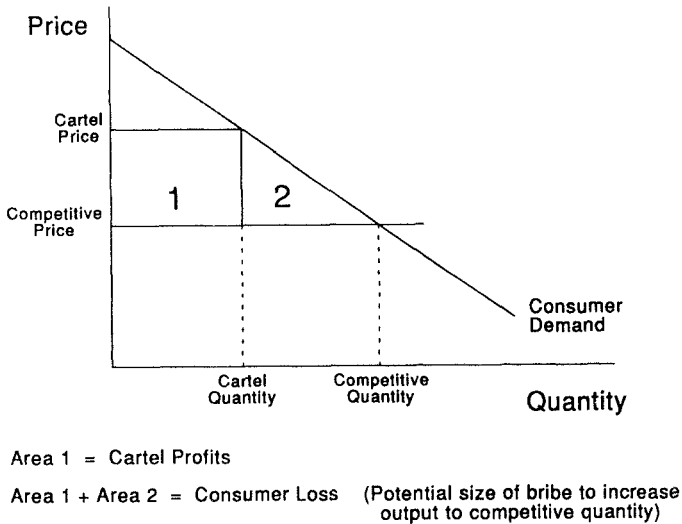 Price
Cartel
Price
1
2
Competitive
Price
Consumer
Demand
Cartel
Quantity
Competitive
Quantity
Quantity
Area 1 = Cartel Profits
Area 1 + Area 2 = Consumer Loss (Potential size of bribe to increase
output to competitive quantity)